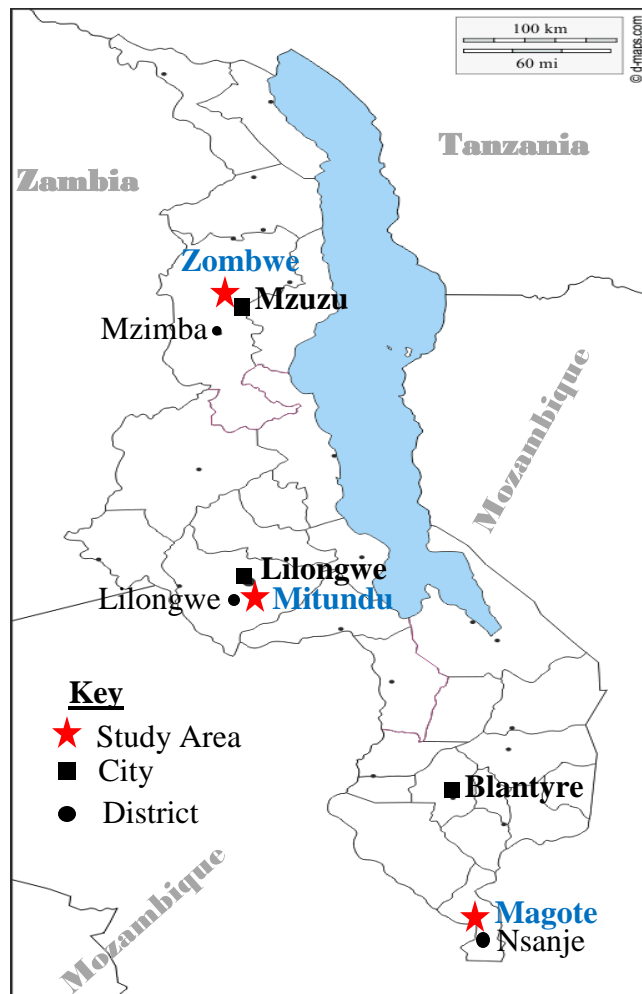 100 km
60 mi
© d-maps.com
Tanzania
Zambia
Zombwe
Mzuzu
Mzimba
Mozambique
Lilongwe
Lilongwe
Mitundu
Key
Study Area
City
District
Blantyre
Mozambique
Magote
Nsanje